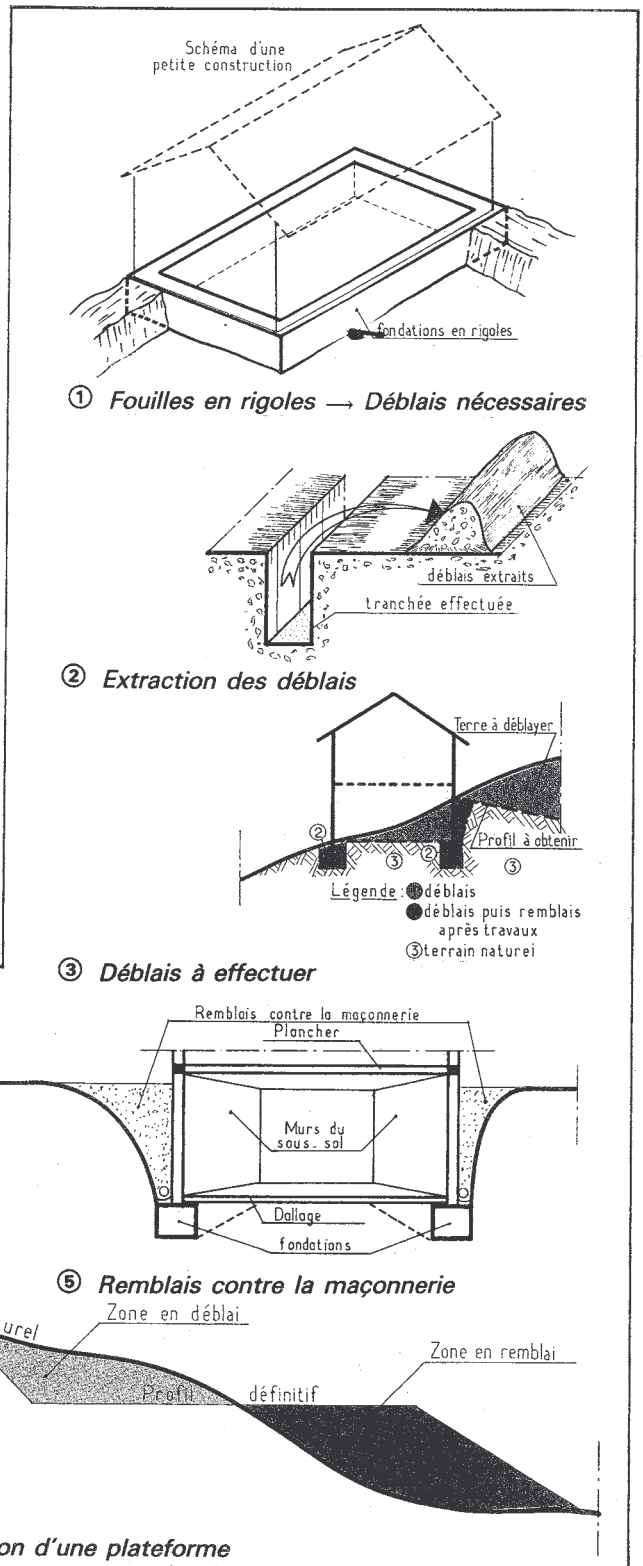 Schéma d'une
petite construction
fondations en rigoles
① Fouilles en rigoles → Déblais nécessaires
déblais extraits
tranchée effectuée
② Extraction des déblais
Terre à déblayer
Profil à obtenir
②
③
②
③
Légende :
déblais
déblais puis remblais
après travaux
③ terrain naturel
③ Déblais à effectuer
Remblais contre la maçonnerie
Plancher
Murs du
sous-sol
Dallage
fondations
⑤ Remblais contre la maçonnerie
urel
Zone en déblai
Zone en remblai
Profil définitif
on d'une plateforme